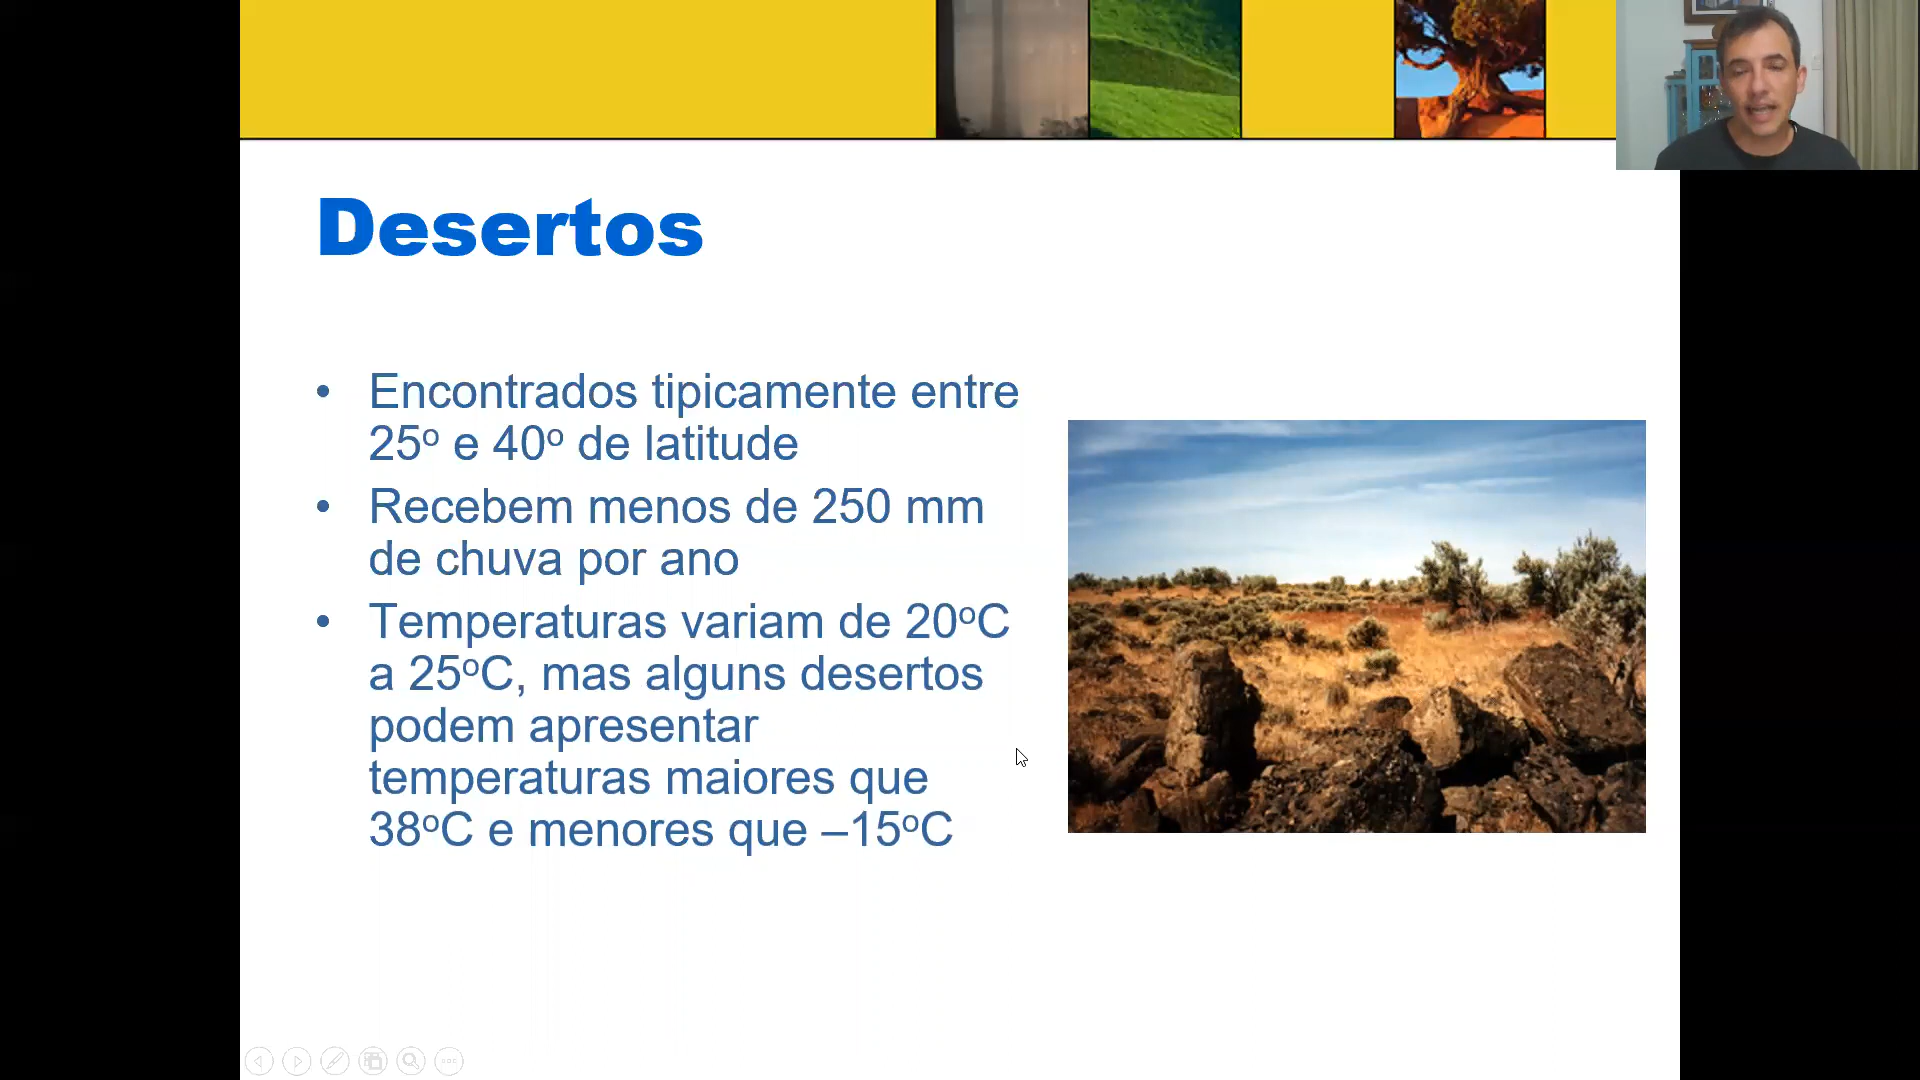 Desertos
• Encontrados tipicamente entre
25º e 40º de latitude
• Recebem menos de 250 mm
de chuva por ano
• Temperaturas variam de 20ºC
a 25ºC, mas alguns desertos
podem apresentar
temperaturas maiores que
38ºC e menores que –15ºC